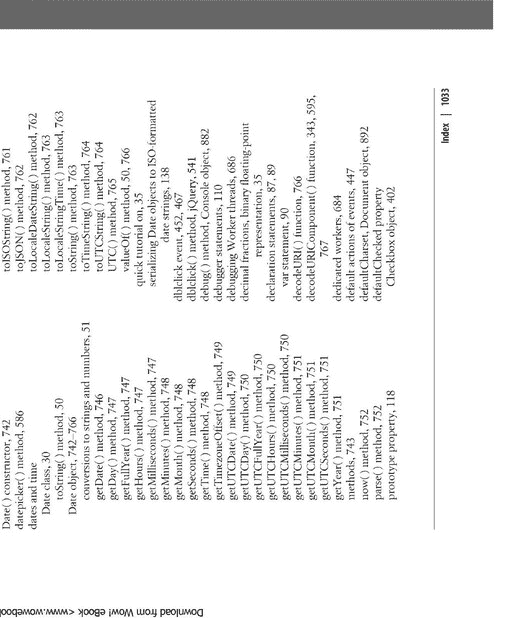 Date() constructor, 742
datepicker() method, 586
dates and time
Date class, 30
toString() method, 50
Date object, 742–766
conversions to strings and numbers, 51
getDate() method, 746
getDay() method, 747
getFullYear() method, 747
getHours() method, 747
getMilliseconds() method, 747
getMinutes() method, 748
getMonth() method, 748
getSeconds() method, 748
getTime() method, 748
getTimezoneOffset() method, 749
getUTCDate() method, 749
getUTCDay() method, 750
getUTCFullYear() method, 750
getUTCHours() method, 750
getUTCMilliseconds() method, 750
getUTCMinutes() method, 751
getUTCMonth() method, 751
getUTCSeconds() method, 751
getYear() method, 751
methods, 743
now() method, 752
parse() method, 752
prototype property, 118
toISOString() method, 761
toJSON() method, 762
toLocaleDateString() method, 762
toLocaleString() method, 763
toLocaleStringTime() method, 763
toString() method, 763
toTimeString() method, 764
toUTCString() method, 764
UTC() method, 765
valueOf() method, 50, 766
quick tutorial on, 35
serializing Date objects to ISO-formatted
date strings, 138
dblclick event, 452, 467
dblclick() method, jQuery, 541
debug() method, Console object, 882
debugger statements, 110
debugging Worker threads, 686
decimal fractions, binary floating-point
representation, 35
declaration statements, 87, 89
var statement, 90
decodeURI() function, 766
decodeURIComponent() function, 343, 595,
767
dedicated workers, 684
default actions of events, 447
defaultCharset, Document object, 892
defaultChecked property
Checkbox object, 402
Index | 1033
Download from Wow! eBook <www.wowebook